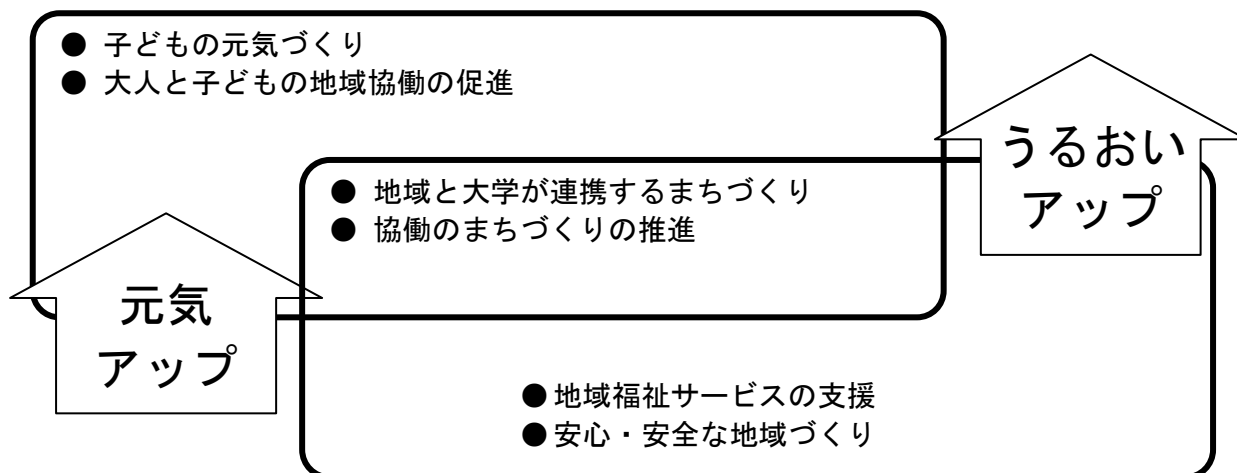 ● 子どもの元気づくり
● 大人と子どもの地域協働の促進
うるおい
アップ
● 地域と大学が連携するまちづくり
● 協働のまちづくりの推進
元気
アップ
●地域福祉サービスの支援
●安心・安全な地域づくり